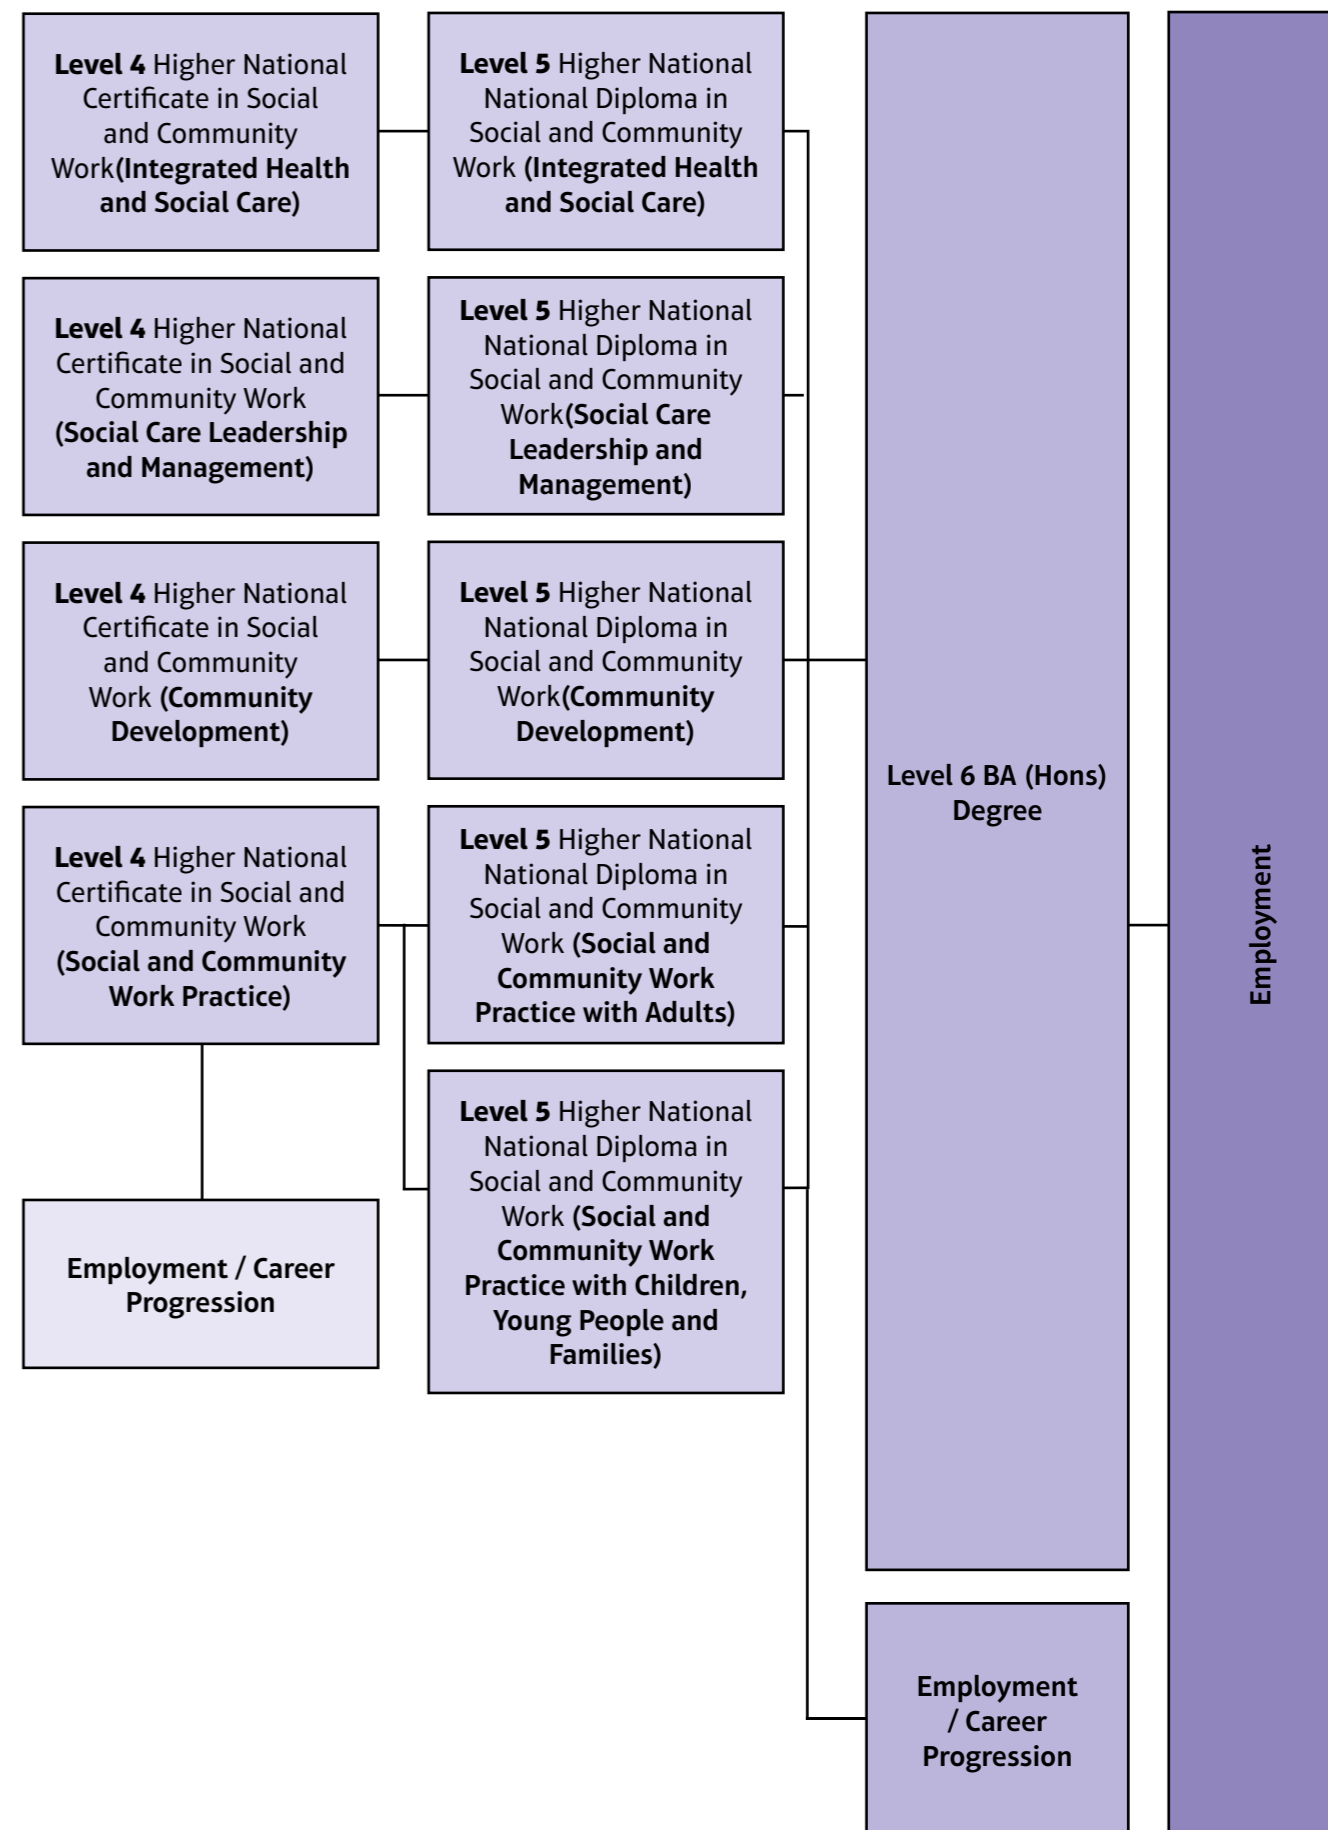 Level 4 Higher National
Certificate in Social
and Community
Work(Integrated Health
and Social Care)
Level 5 Higher National
National Diploma in
Social and Community
Work (Integrated Health
and Social Care)
Level 4 Higher National
Certificate in Social and
Community Work
(Social Care Leadership
and Management)
Level 5 Higher National
National Diploma in
Social and Community
Work(Social Care
Leadership and
Management)
Level 4 Higher National
Certificate in Social
and Community
Work (Community
Development)
Level 5 Higher National
National Diploma in
Social and Community
Work(Community
Development)
Level 4 Higher National
Certificate in Social and
Community Work
(Social and Community
Work Practice)
Level 5 Higher National
National Diploma in
Social and Community
Work (Social and
Community Work
Practice with Adults)
Level 5 Higher National
National Diploma in
Social and Community
Work (Social and
Community Work
Practice with Children,
Young People and
Families)
Employment / Career
Progression
Level 6 BA (Hons)
Degree
Employment
/ Career
Progression
Employment